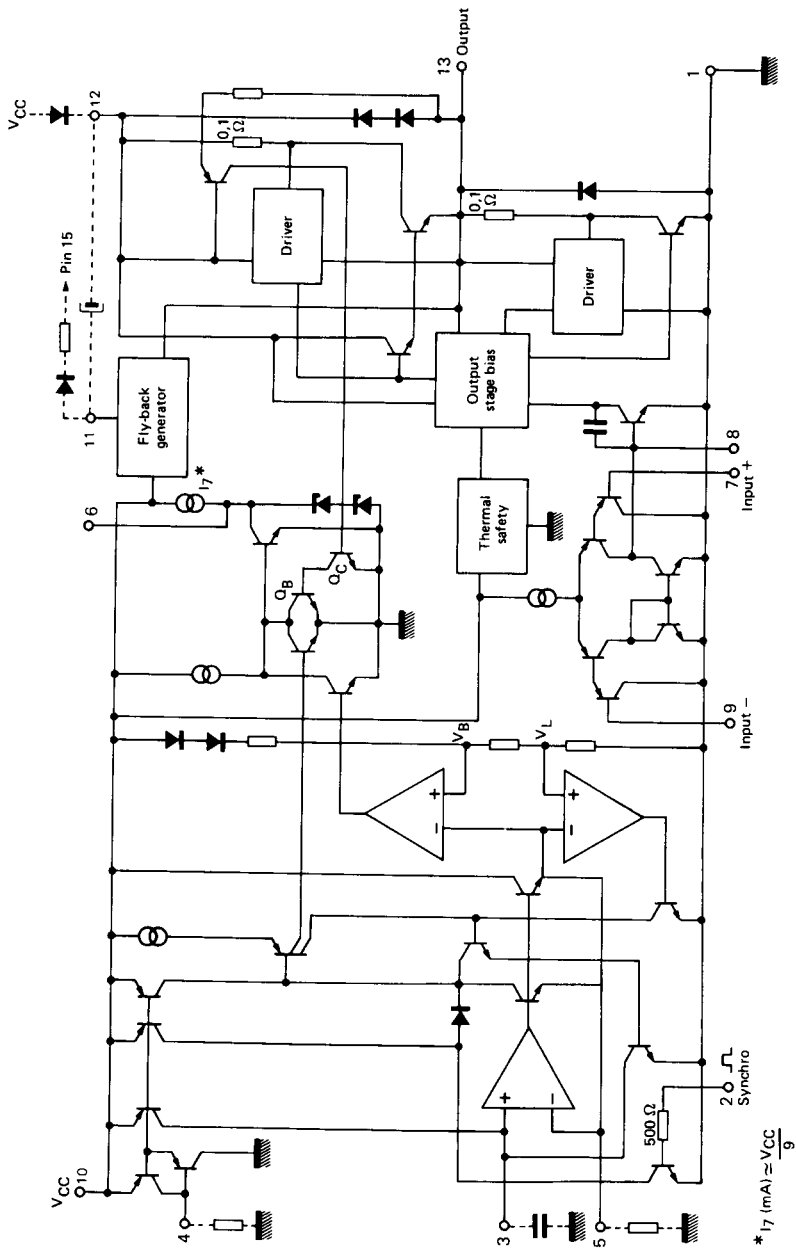 VCC
12
Pin 15
11
Fly-back
generator
I7*
6
VCC
10
4
0,1
Ω
Driver
13 Output
0,1
Ω
Driver
Output
stage bias
Thermal
safety
QB
QC
VB
VL
+
−
+
−
+
−
3
5
500 Ω
2
Synchro
9
Input −
7
Input +
8
1
* I7 (mA) ≃ VCC
9